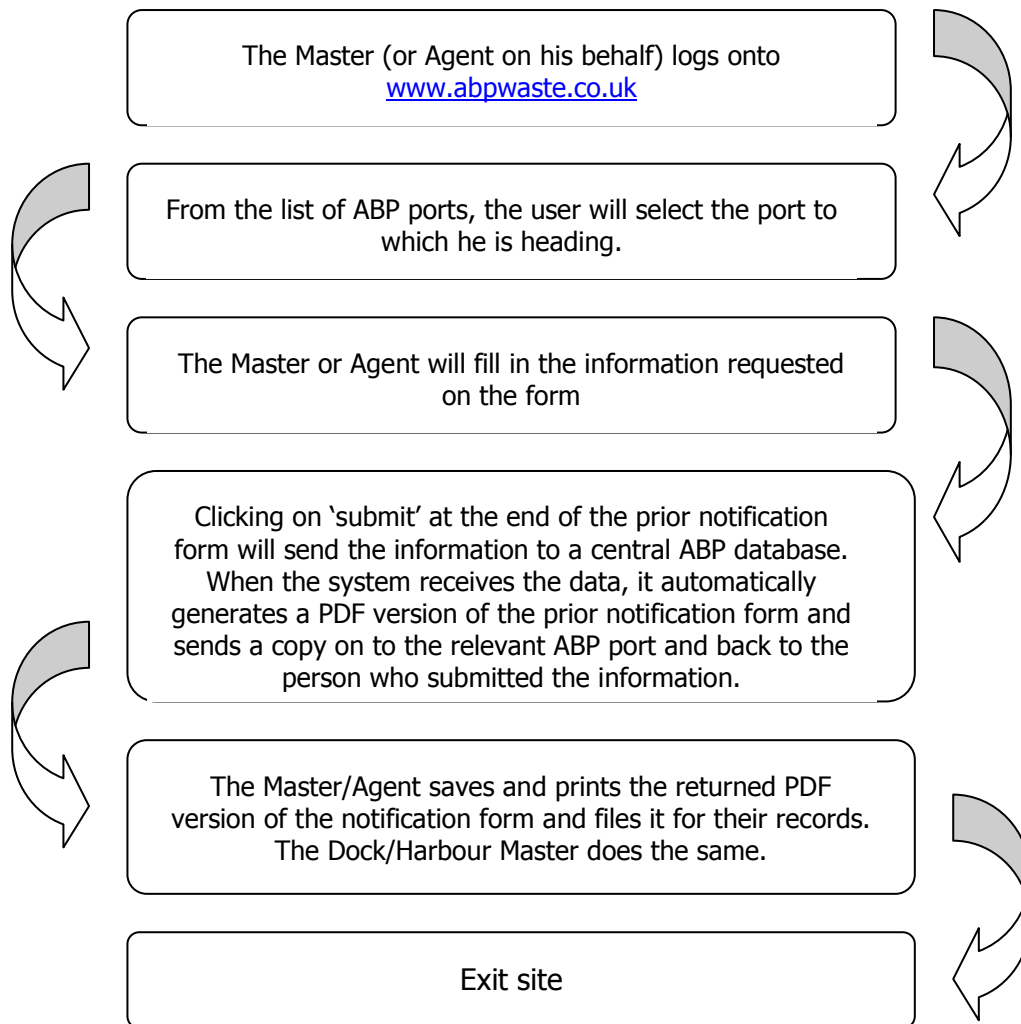 The Master (or Agent on his behalf) logs onto
www.abpwaste.co.uk
From the list of ABP ports, the user will select the port to
which he is heading.
The Master or Agent will fill in the information requested
on the form
Clicking on ‘submit’ at the end of the prior notification
form will send the information to a central ABP database.
When the system receives the data, it automatically
generates a PDF version of the prior notification form and
sends a copy on to the relevant ABP port and back to the
person who submitted the information.
The Master/Agent saves and prints the returned PDF
version of the notification form and files it for their records.
The Dock/Harbour Master does the same.
Exit site